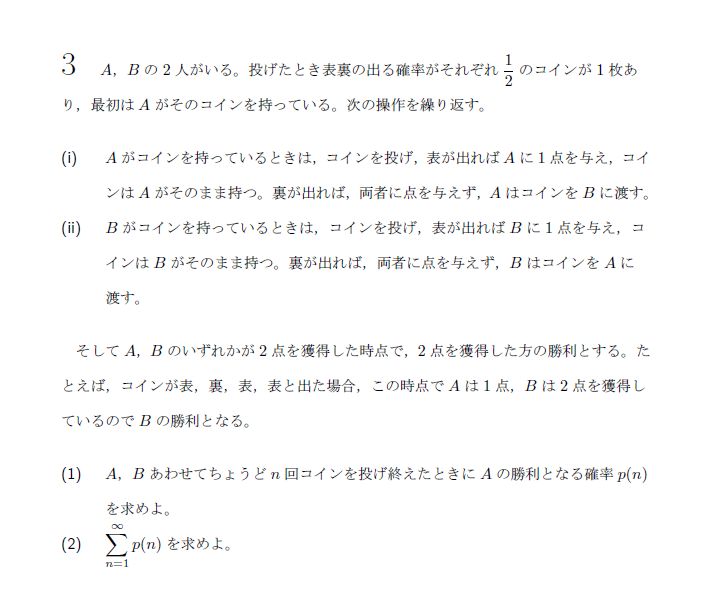 3 A，B の 2 人がいる。投げたとき表裏の出る確率がそれぞれ $\frac{1}{2}$ のコインが 1 枚あ
り，最初は A がそのコインを持っている。次の操作を繰り返す。
(i) A がコインを持っているときは，コインを投げ，表が出れば A に 1 点を与え，コイ
ンは A がそのまま持つ。裏が出れば，両者に点を与えず，A はコインを B に渡す。
(ii) B がコインを持っているときは，コインを投げ，表が出れば B に 1 点を与え，コ
インは B がそのまま持つ。裏が出れば，両者に点を与えず，B はコインを A に
渡す。
そして A，B のいずれかが 2 点を獲得した時点で，2 点を獲得した方の勝利とする。た
とえば，コインが表，裏，表，表と出た場合，この時点で A は 1 点，B は 2 点を獲得し
ているので B の勝利となる。
(1) A，B あわせてちょうど n 回コインを投げ終えたときに A の勝利となる確率 p(n)
を求めよ。
(2) $\sum_{n=1}^{\infty} p(n)$ を求めよ。